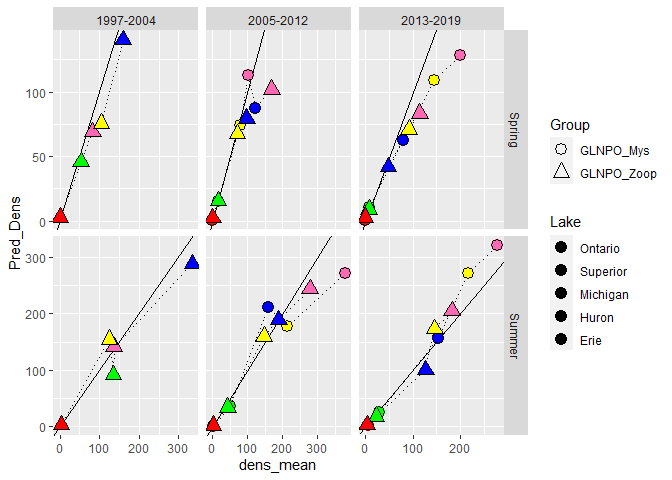 1997-2004 2005-2012 2013-2019
100
50
0
Spring
300
200
100
0
Summer
0 100 200 300 0 100 200 300 0 100 200
dens_mean
Pred_Dens
Group
GLNPO_Mys
GLNPO_Zoop
Lake
Ontario
Superior
Michigan
Huron
Erie